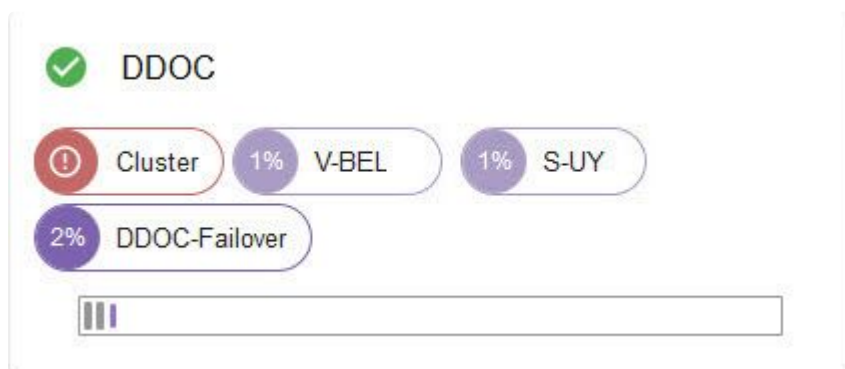 DDOC
Cluster 1% V-BEL 1% S-UY
2% DDOC-Failover